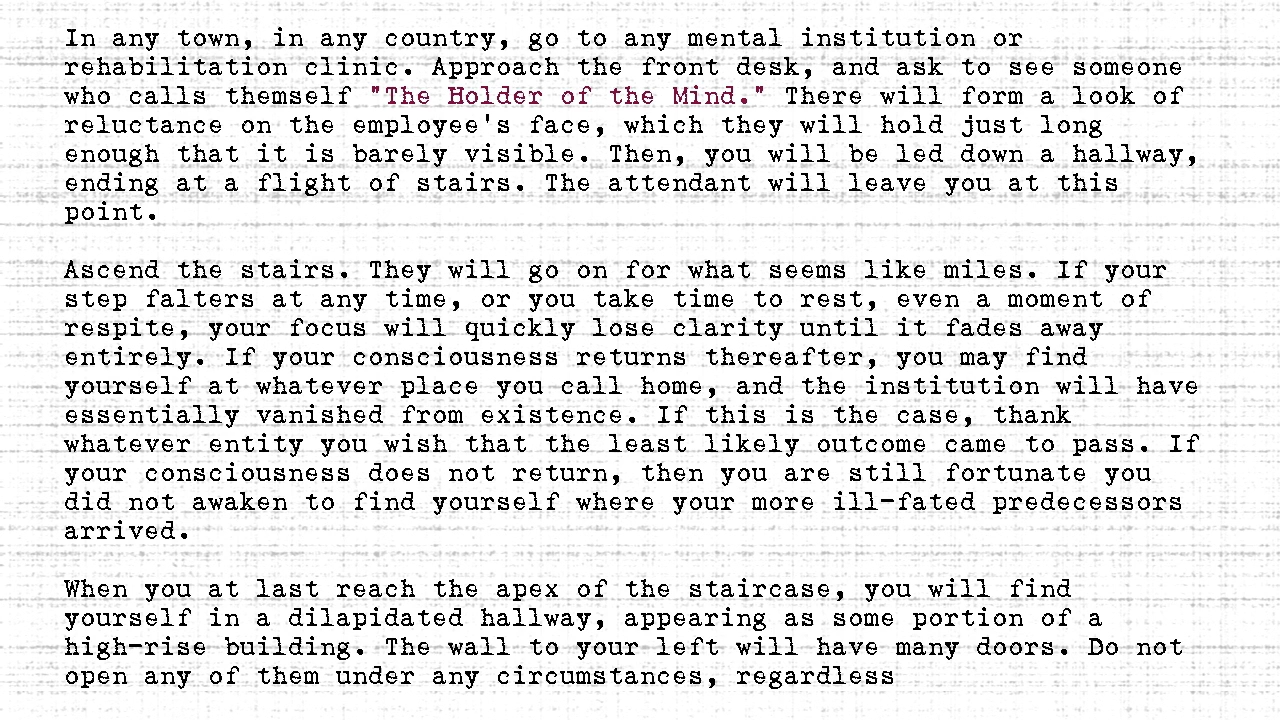 In any town, in any country, go to any mental institution or
rehabilitation clinic. Approach the front desk, and ask to see someone
who calls themself "The Holder of the Mind." There will form a look of
reluctance on the employee's face, which they will hold just long
enough that it is barely visible. Then, you will be led down a hallway,
ending at a flight of stairs. The attendant will leave you at this
point.
Ascend the stairs. They will go on for what seems like miles. If your
step falters at any time, or you take time to rest, even a moment of
respite, your focus will quickly lose clarity until it fades away
entirely. If your consciousness returns thereafter, you may find
yourself at whatever place you call home, and the institution will have
essentially vanished from existence. If this is the case, thank
whatever entity you wish that the least likely outcome came to pass. If
your consciousness does not return, then you are still fortunate you
did not awaken to find yourself where your more ill-fated predecessors
arrived.
When you at last reach the apex of the staircase, you will find
yourself in a dilapidated hallway, appearing as some portion of a
high-rise building. The wall to your left will have many doors. Do not
open any of them under any circumstances, regardless